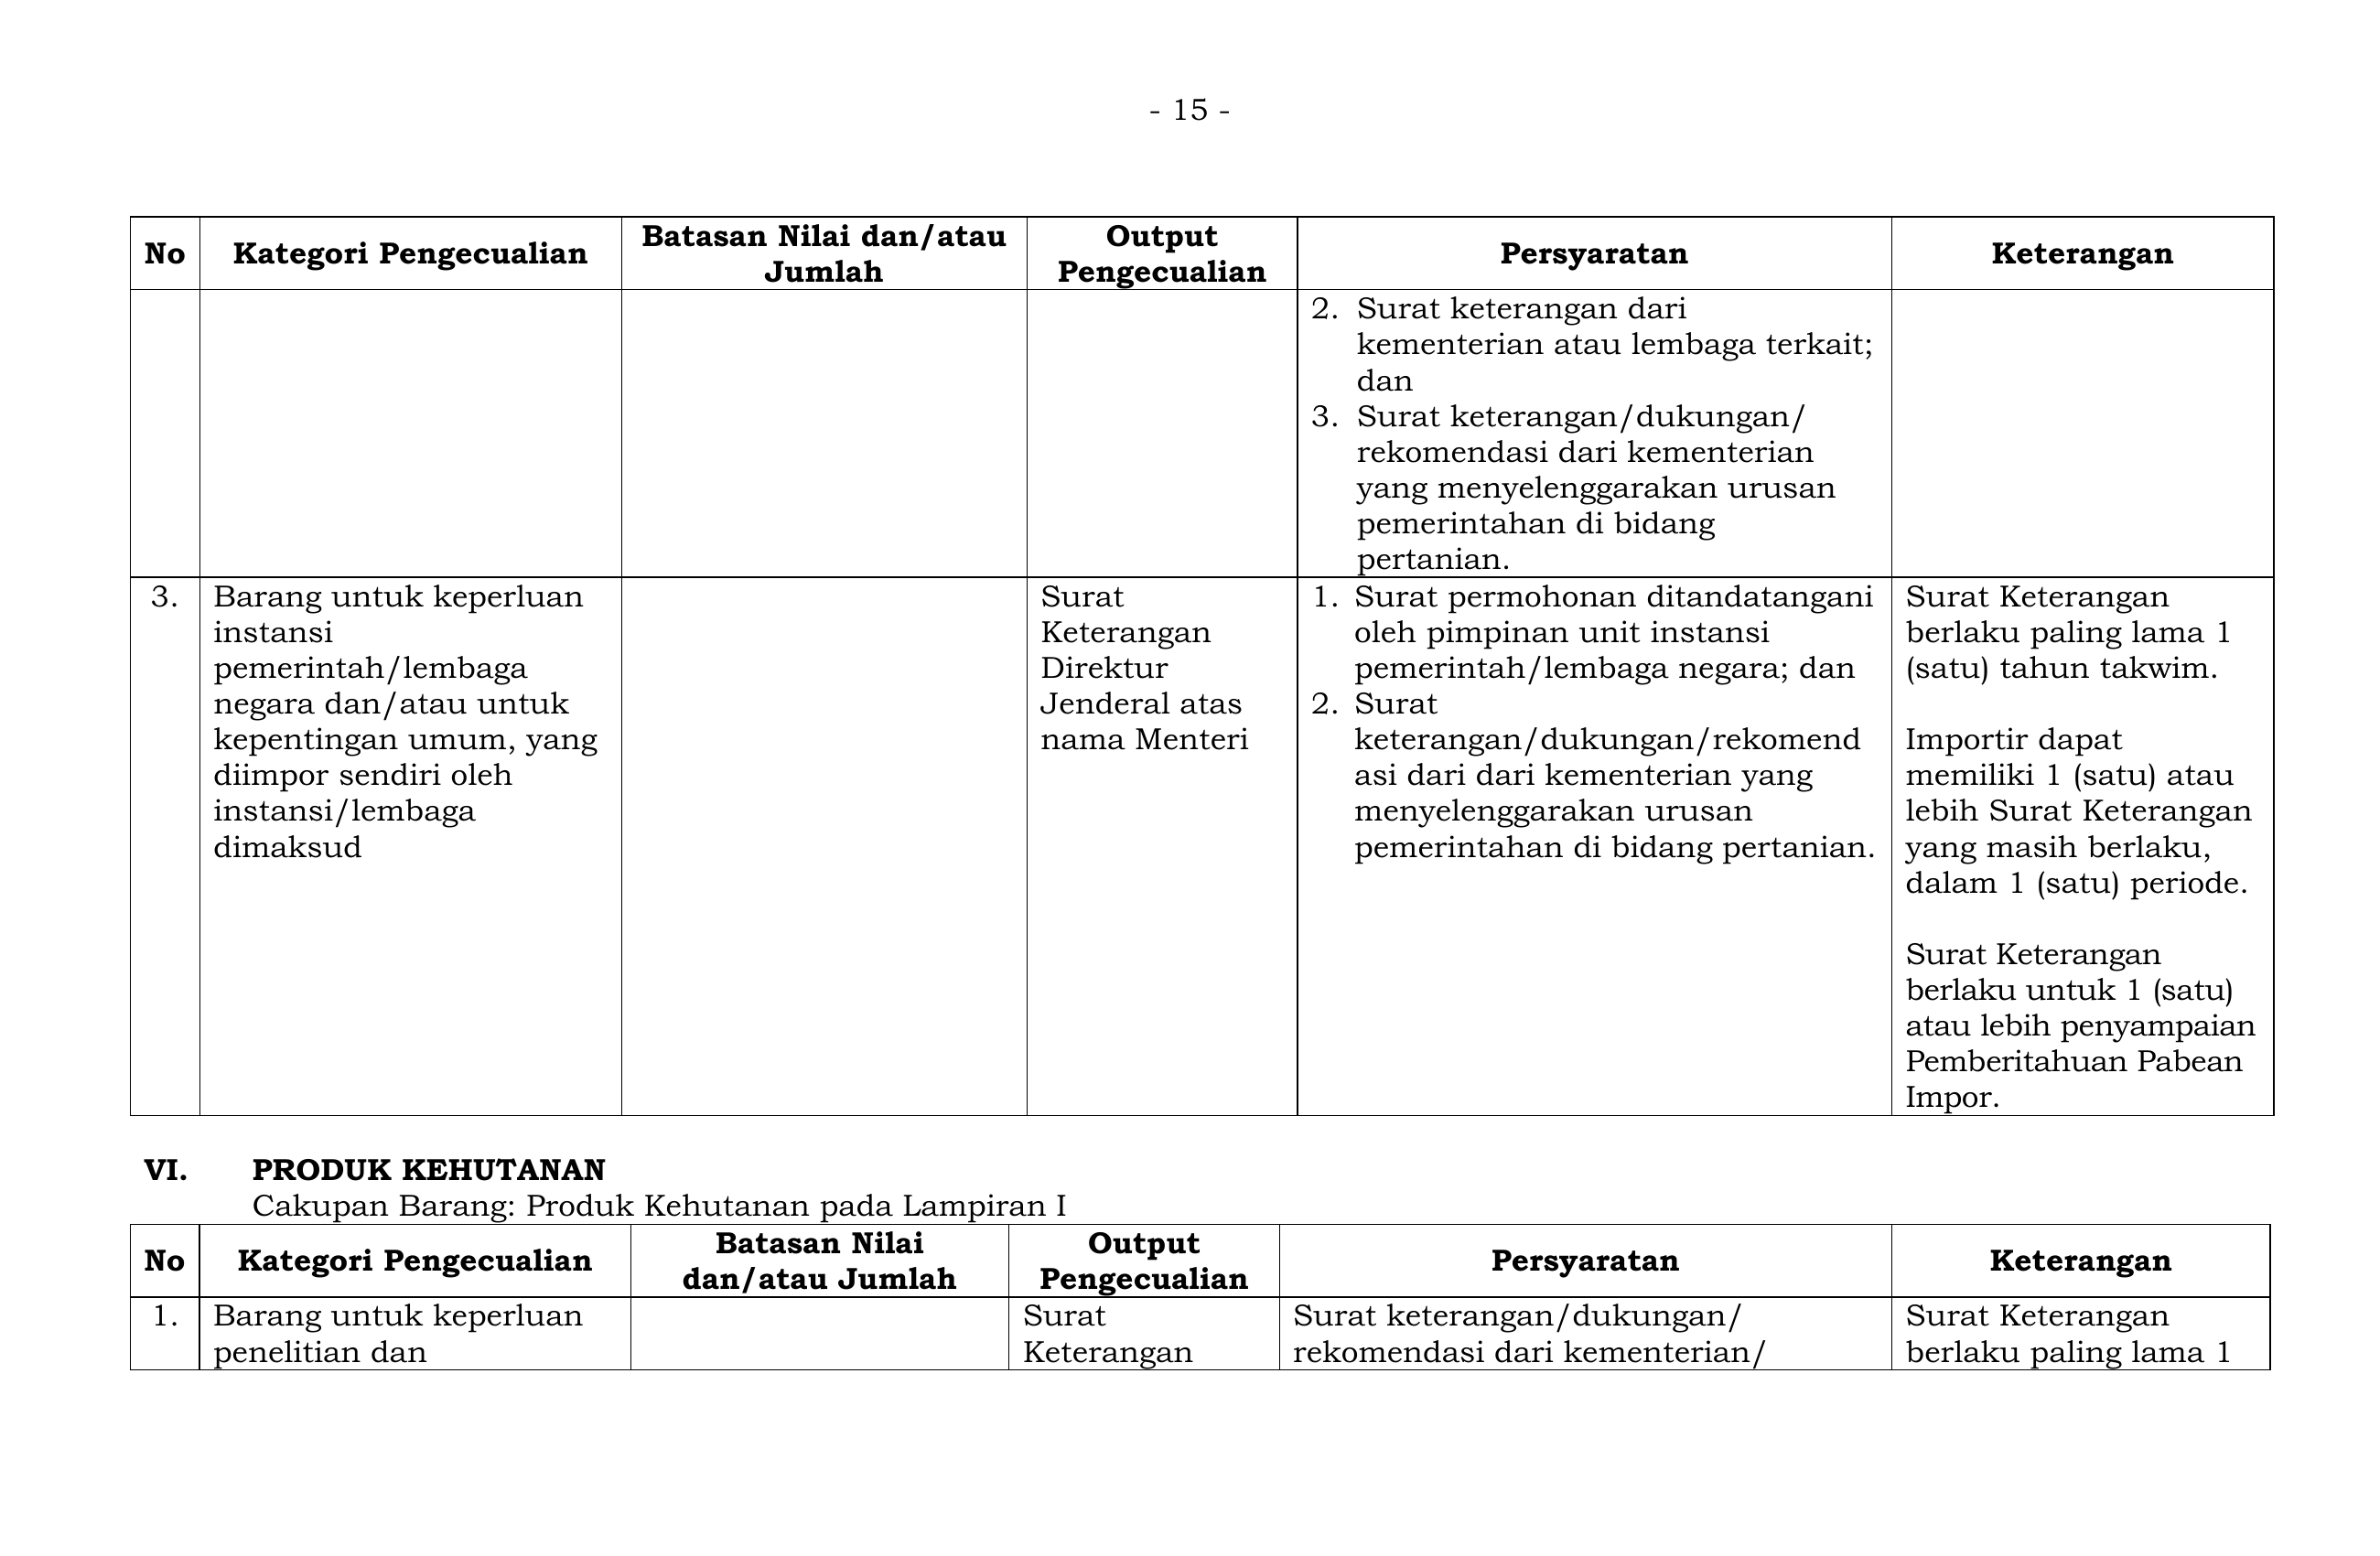 - 15 -
No
Kategori Pengecualian
Batasan Nilai dan/atau
Jumlah
Output
Pengecualian
Persyaratan
Keterangan
2. Surat keterangan dari
kementerian atau lembaga terkait;
dan
3. Surat keterangan/dukungan/
rekomendasi dari kementerian
yang menyelenggarakan urusan
pemerintahan di bidang
pertanian.
3.
Barang untuk keperluan
instansi
pemerintah/lembaga
negara dan/atau untuk
kepentingan umum, yang
diimpor sendiri oleh
instansi/lembaga
dimaksud
Surat
Keterangan
Direktur
Jenderal atas
nama Menteri
1. Surat permohonan ditandatangani
oleh pimpinan unit instansi
pemerintah/lembaga negara; dan
2. Surat
keterangan/dukungan/rekomend
asi dari dari kementerian yang
menyelenggarakan urusan
pemerintahan di bidang pertanian.
Surat Keterangan
berlaku paling lama 1
(satu) tahun takwim.
Importir dapat
memiliki 1 (satu) atau
lebih Surat Keterangan
yang masih berlaku,
dalam 1 (satu) periode.
Surat Keterangan
berlaku untuk 1 (satu)
atau lebih penyampaian
Pemberitahuan Pabean
Impor.
VI. PRODUK KEHUTANAN
Cakupan Barang: Produk Kehutanan pada Lampiran I
No
Kategori Pengecualian
Batasan Nilai
dan/atau Jumlah
Output
Pengecualian
Persyaratan
Keterangan
1.
Barang untuk keperluan
penelitian dan
Surat
Keterangan
Surat keterangan/dukungan/
rekomendasi dari kementerian/
Surat Keterangan
berlaku paling lama 1